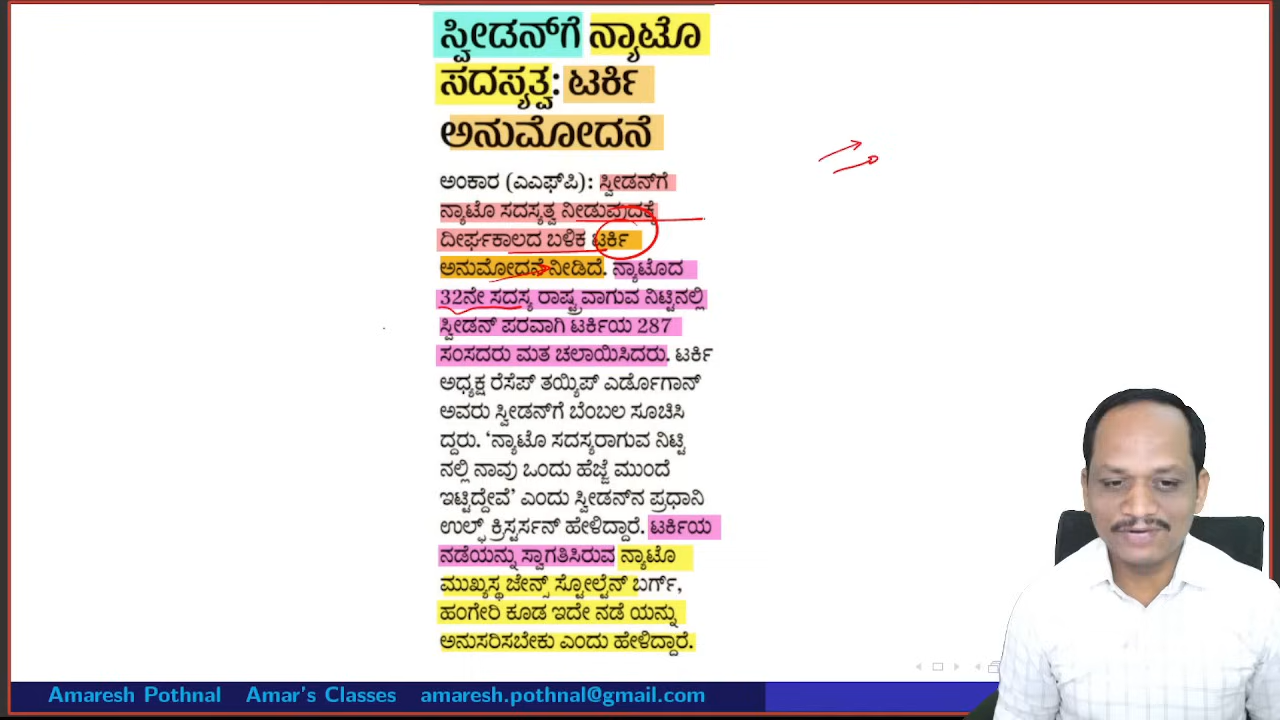 ಸ್ವೀಡನ್‌ಗೆ ನ್ಯಾಟೊ
ಸದಸ್ಯತ್ವ: ಟರ್ಕಿ
ಅನುಮೋದನೆ
ಅಂಕಾರ (ಎಎಫ್‌ಪಿ): ಸ್ವೀಡನ್‌ಗೆ
ನ್ಯಾಟೊ ಸದಸ್ಯತ್ವ ನೀಡುವುದಕ್ಕೆ
ದೀರ್ಘಕಾಲದ ಬಳಿಕ ಟರ್ಕಿ
ಅನುಮೋದನೆ ನೀಡಿದೆ. ನ್ಯಾಟೊದ
32ನೇ ಸದಸ್ಯ ರಾಷ್ಟ್ರವಾಗುವ ನಿಟ್ಟಿನಲ್ಲಿ
ಸ್ವೀಡನ್ ಪರವಾಗಿ ಟರ್ಕಿಯ 287
ಸಂಸದರು ಮತ ಚಲಾಯಿಸಿದರು. ಟರ್ಕಿ
ಅಧ್ಯಕ್ಷ ರೆಸೆಪ್ ತಯ್ಯಿಪ್ ಎರ್ಡೊಗಾನ್
ಅವರು ಸ್ವೀಡನ್‌ಗೆ ಬೆಂಬಲ ಸೂಚಿಸಿ
ದ್ದರು. ‘ನ್ಯಾಟೊ ಸದಸ್ಯರಾಗುವ ನಿಟ್ಟಿ
ನಲ್ಲಿ ನಾವು ಒಂದು ಹೆಜ್ಜೆ ಮುಂದೆ
ಇಟ್ಟಿದ್ದೇವೆ’ ಎಂದು ಸ್ವೀಡನ್‌ನ ಪ್ರಧಾನಿ
ಉಲ್ಫ್ ಕ್ರಿಸ್ಟರ್ಸನ್ ಹೇಳಿದ್ದಾರೆ. ಟರ್ಕಿಯ
ನಡೆಯನ್ನು ಸ್ವಾಗತಿಸಿರುವ ನ್ಯಾಟೊ
ಮುಖ್ಯಸ್ಥ ಜೇನ್ಸ್ ಸ್ಟೋಲ್ಟೆನ್ ಬರ್ಗ್,
ಹಂಗೇರಿ ಕೂಡ ಇದೇ ನಡೆ ಯನ್ನು
ಅನುಸರಿಸಬೇಕು ಎಂದು ಹೇಳಿದ್ದಾರೆ.
Amaresh Pothnal Amar's Classes amaresh.pothnal@gmail.com